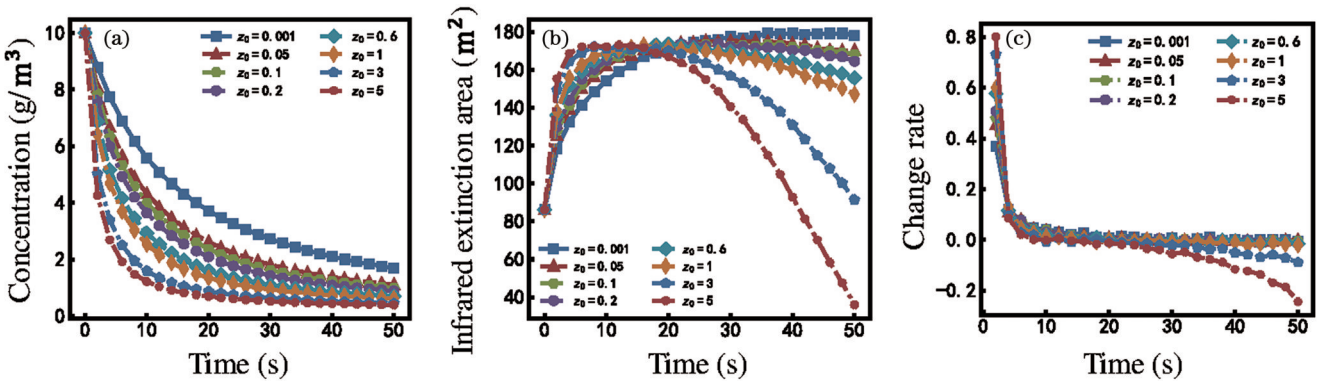 Concentration (g/m³)
10
8
6
4
2
0
(a)
z₀ = 0.001
z₀ = 0.05
z₀ = 0.1
z₀ = 0.2
z₀ = 0.6
z₀ = 1
z₀ = 3
z₀ = 5
0 10 20 30 40 50
Time (s)
Infrared extinction area (m²)
180
160
140
120
100
80
60
40
(b)
z₀ = 0.001
z₀ = 0.05
z₀ = 0.1
z₀ = 0.2
z₀ = 0.6
z₀ = 1
z₀ = 3
z₀ = 5
0 10 20 30 40 50
Time (s)
Change rate
0.8
0.6
0.4
0.2
0.0
−0.2
(c)
z₀ = 0.001
z₀ = 0.05
z₀ = 0.1
z₀ = 0.2
z₀ = 0.6
z₀ = 1
z₀ = 3
z₀ = 5
0 10 20 30 40 50
Time (s)